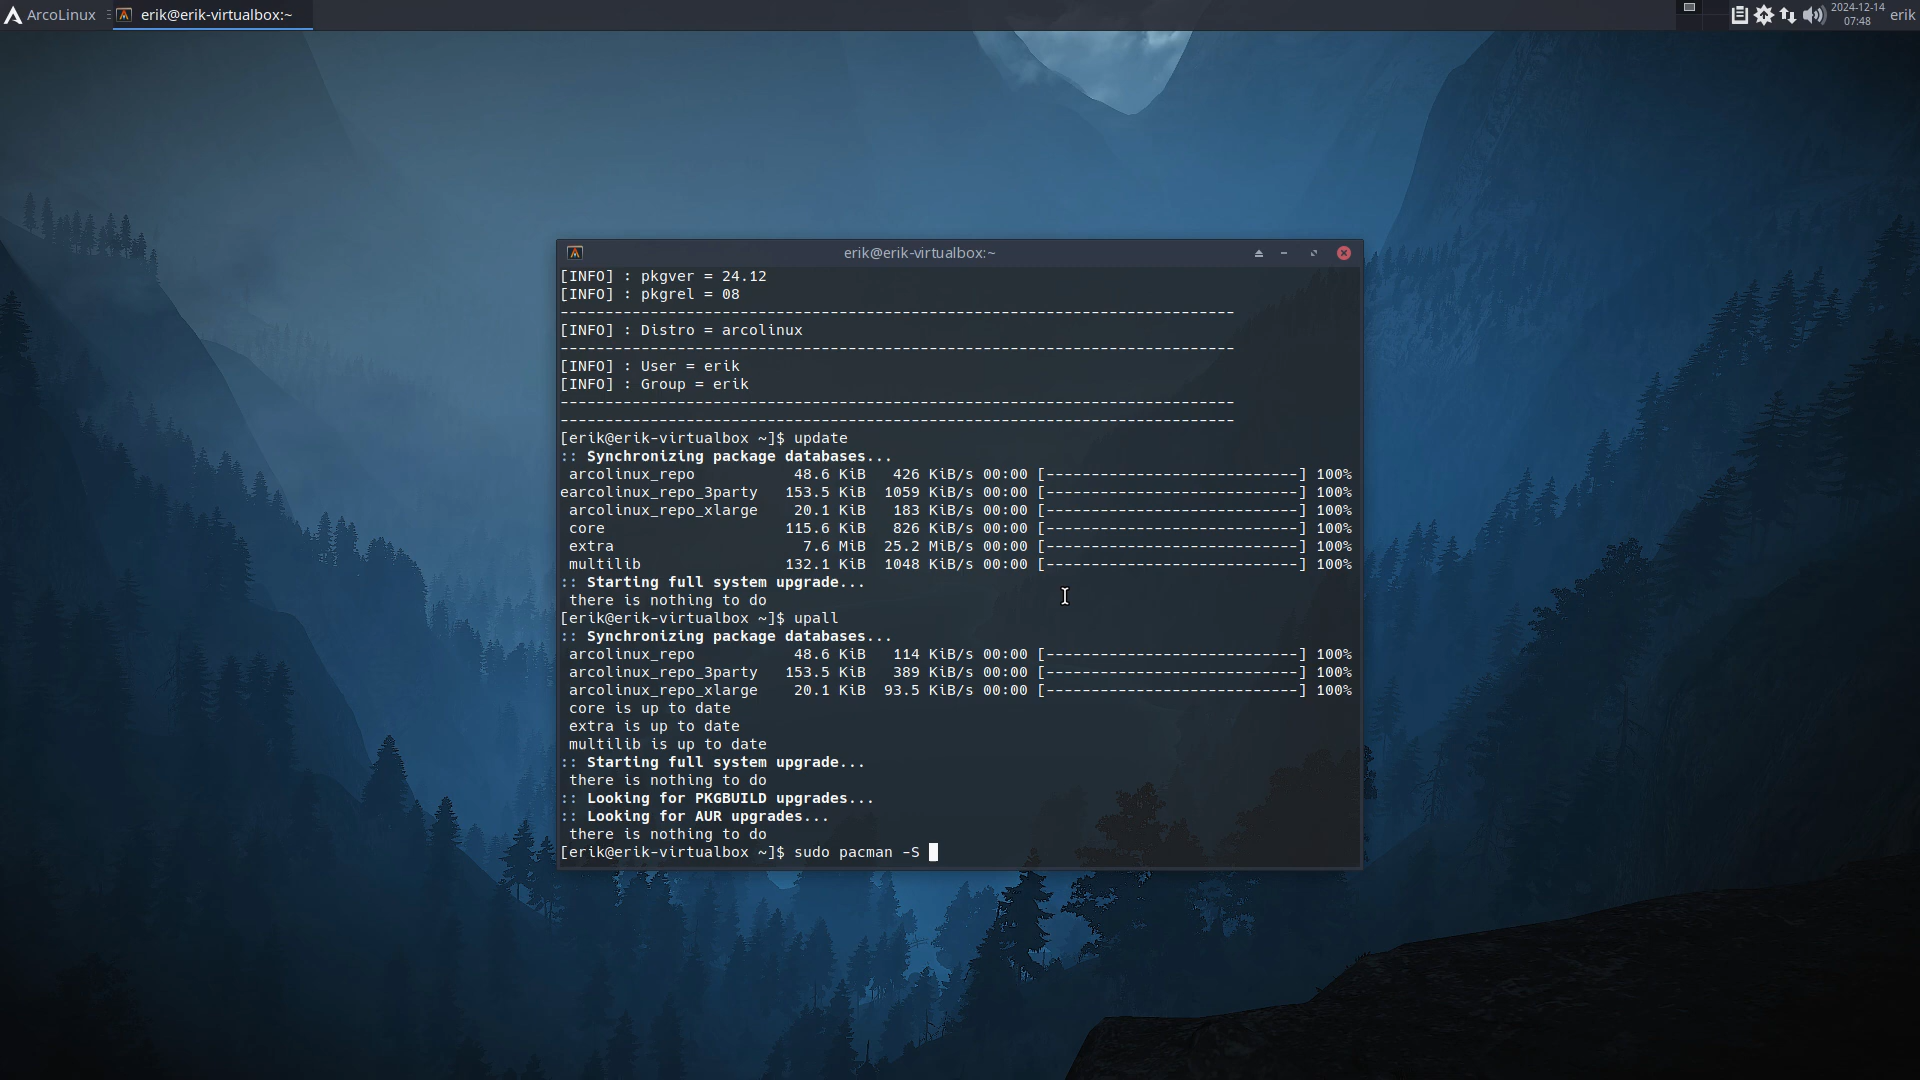 ArcoLinux
erik@erik-virtualbox:~
2024-12-14
07:48
erik
erik@erik-virtualbox:~
[INFO] : pkgver = 24.12
[INFO] : pkgrel = 08
---------------------------------------------------------------------------
[INFO] : Distro = arcolinux
---------------------------------------------------------------------------
[INFO] : User = erik
[INFO] : Group = erik
---------------------------------------------------------------------------
---------------------------------------------------------------------------
[erik@erik-virtualbox ~]$ update
:: Synchronizing package databases...
arcolinux_repo 48.6 KiB 426 KiB/s 00:00 [----------------------------] 100%
earcolinux_repo_3party 153.5 KiB 1059 KiB/s 00:00 [----------------------------] 100%
arcolinux_repo_xlarge 20.1 KiB 183 KiB/s 00:00 [----------------------------] 100%
core 115.6 KiB 826 KiB/s 00:00 [----------------------------] 100%
extra 7.6 MiB 25.2 MiB/s 00:00 [----------------------------] 100%
multilib 132.1 KiB 1048 KiB/s 00:00 [----------------------------] 100%
:: Starting full system upgrade...
there is nothing to do
[erik@erik-virtualbox ~]$ upall
:: Synchronizing package databases...
arcolinux_repo 48.6 KiB 114 KiB/s 00:00 [----------------------------] 100%
arcolinux_repo_3party 153.5 KiB 389 KiB/s 00:00 [----------------------------] 100%
arcolinux_repo_xlarge 20.1 KiB 93.5 KiB/s 00:00 [----------------------------] 100%
core is up to date
extra is up to date
multilib is up to date
:: Starting full system upgrade...
there is nothing to do
:: Looking for PKGBUILD upgrades...
:: Looking for AUR upgrades...
there is nothing to do
[erik@erik-virtualbox ~]$ sudo pacman -S